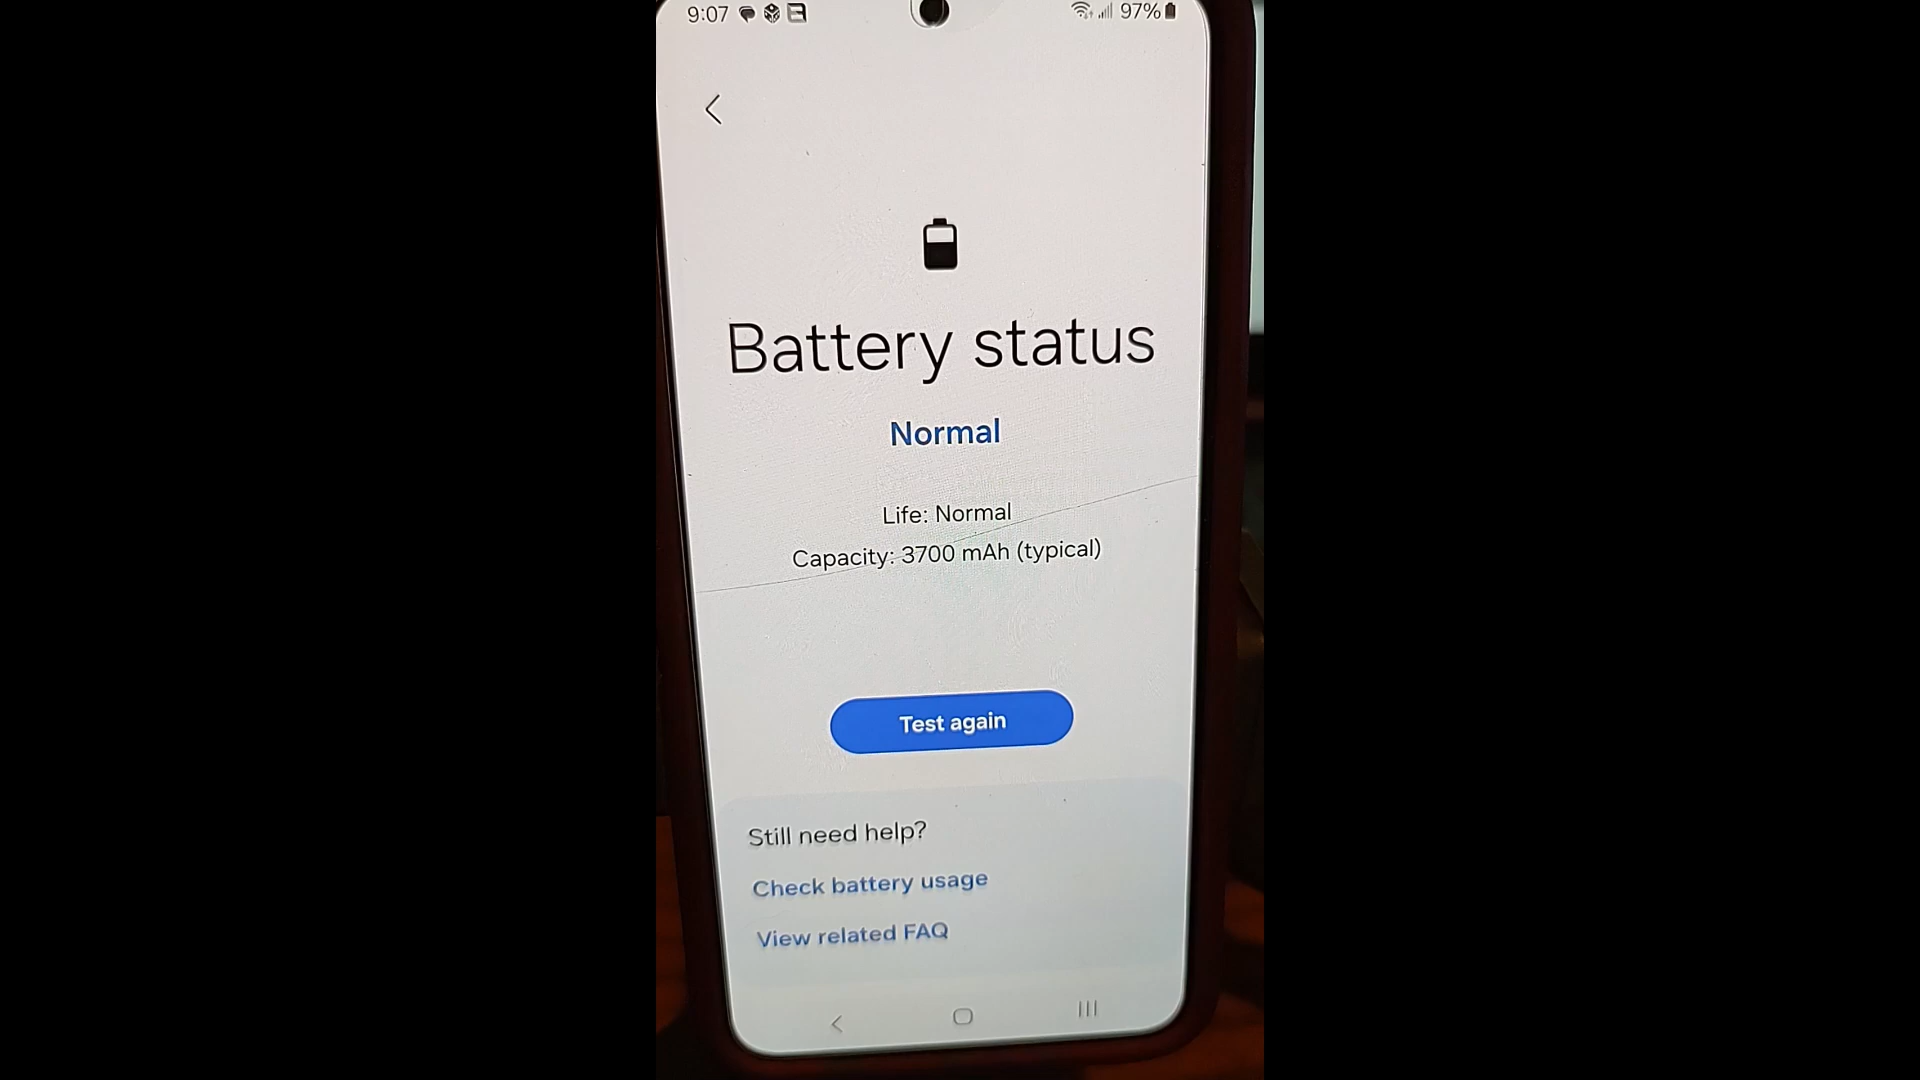 9:07 97%
Battery status
Normal
Life: Normal
Capacity: 3700 mAh (typical)
Test again
Still need help?
Check battery usage
View related FAQ